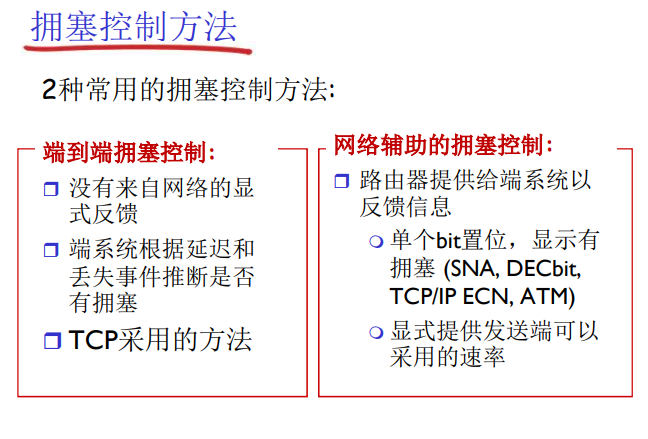 拥塞控制方法
2种常用的拥塞控制方法:
端到端拥塞控制:
没有来自网络的显
式反馈
端系统根据延迟和
丢失事件推断是否
有拥塞
TCP采用的方法
网络辅助的拥塞控制:
路由器提供给端系统以
反馈信息
单个bit置位，显示有
拥塞 (SNA, DECbit,
TCP/IP ECN, ATM)
显式提供发送端可以
采用的速率